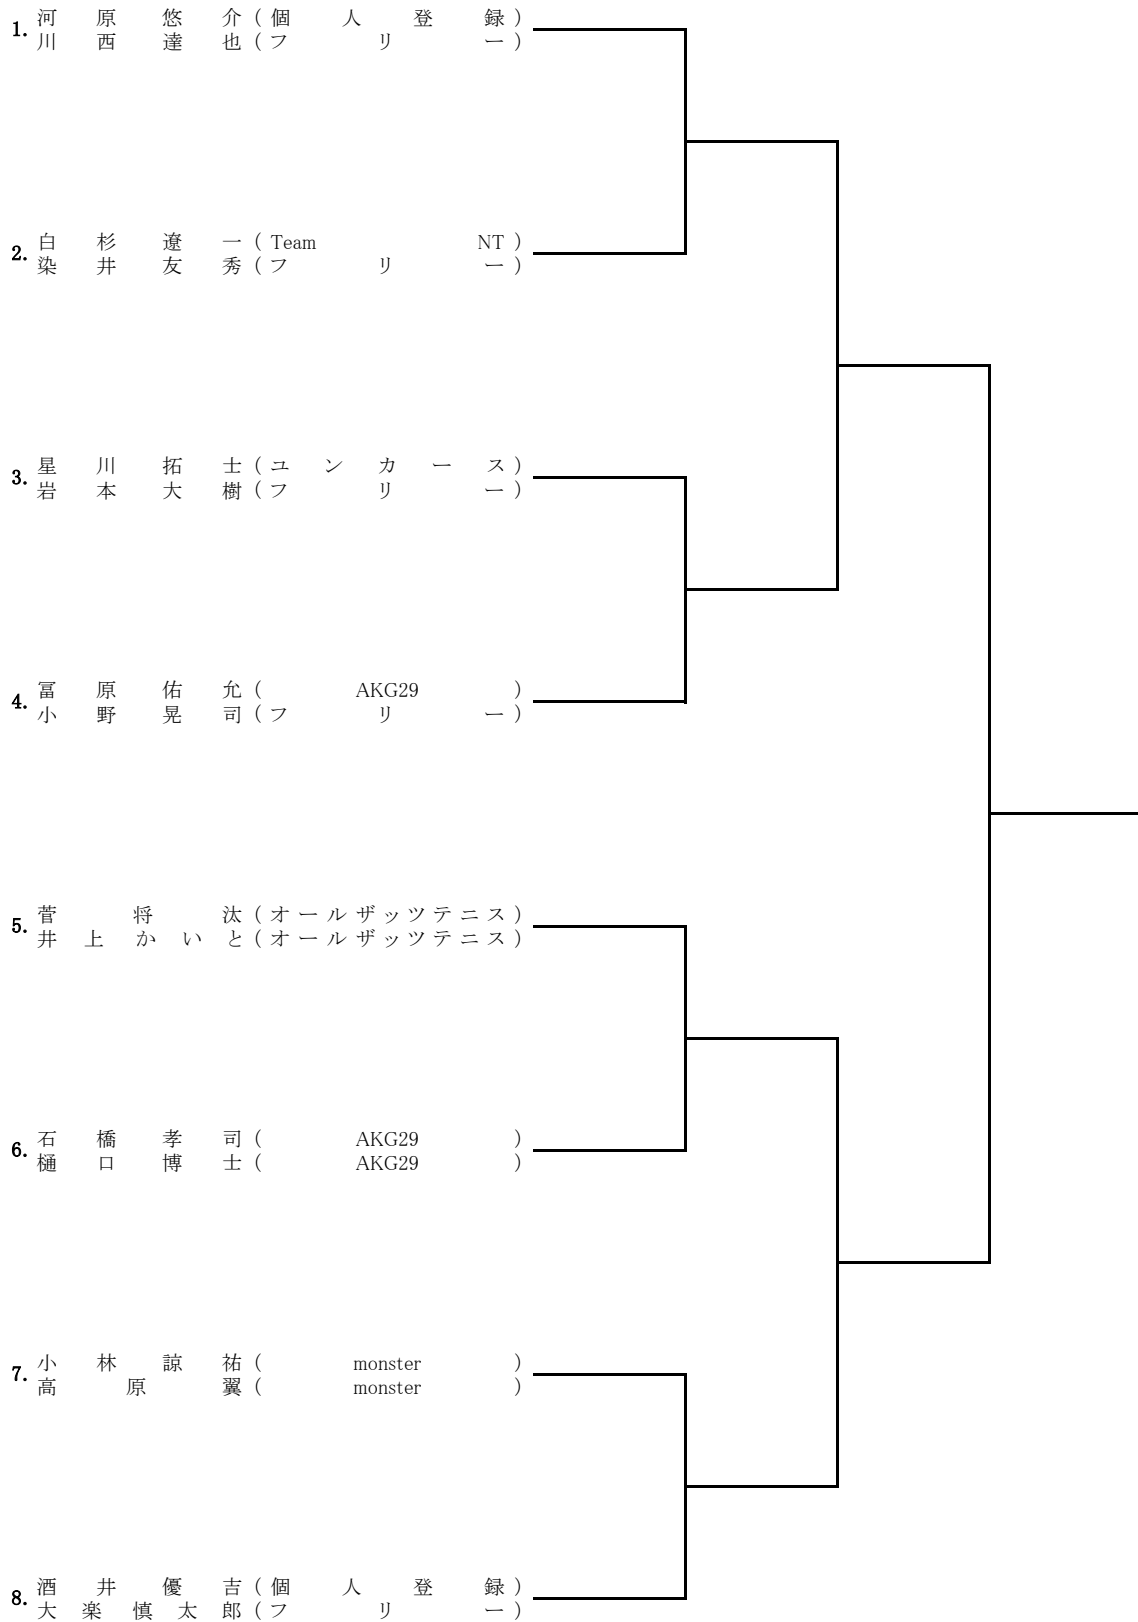 1. 河原悠介(個人登録)
川西達也(フリー)
2. 白杉遼一(Team NT)
染井友秀(フリー)
3. 星川拓士(ユンカース)
岩本大樹(フリー)
4. 冨原佑允(AKG29)
小野晃司(フリー)
5. 菅将汰(オールザッツテニス)
井上かいと(オールザッツテニス)
6. 石橋孝司(AKG29)
樋口博士(AKG29)
7. 小林諒祐(monster)
高原翼(monster)
8. 酒井優吉(個人登録)
大楽慎太郎(フリー)